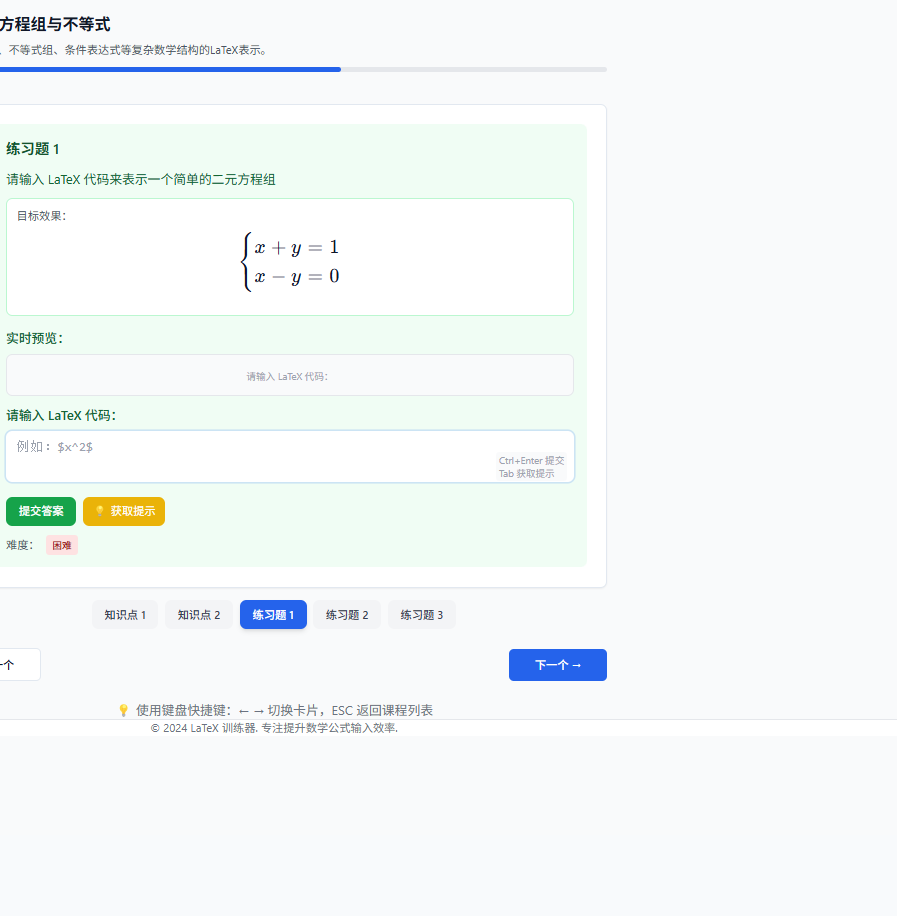 方程组与不等式
、不等式组、条件表达式等复杂数学结构的LaTeX表示。
练习题 1
请输入 LaTeX 代码来表示一个简单的二元方程组
目标效果：
x + y = 1
x − y = 0
实时预览：
请输入 LaTeX 代码：
请输入 LaTeX 代码：
例如：$x^2$
Ctrl+Enter 提交
Tab 获取提示
提交答案 💡 获取提示
难度： 困难
知识点 1 知识点 2 练习题 1 练习题 2 练习题 3
个 下一个 →
💡 使用键盘快捷键：← → 切换卡片，ESC 返回课程列表
© 2024 LaTeX 训练器. 专注提升数学公式输入效率.